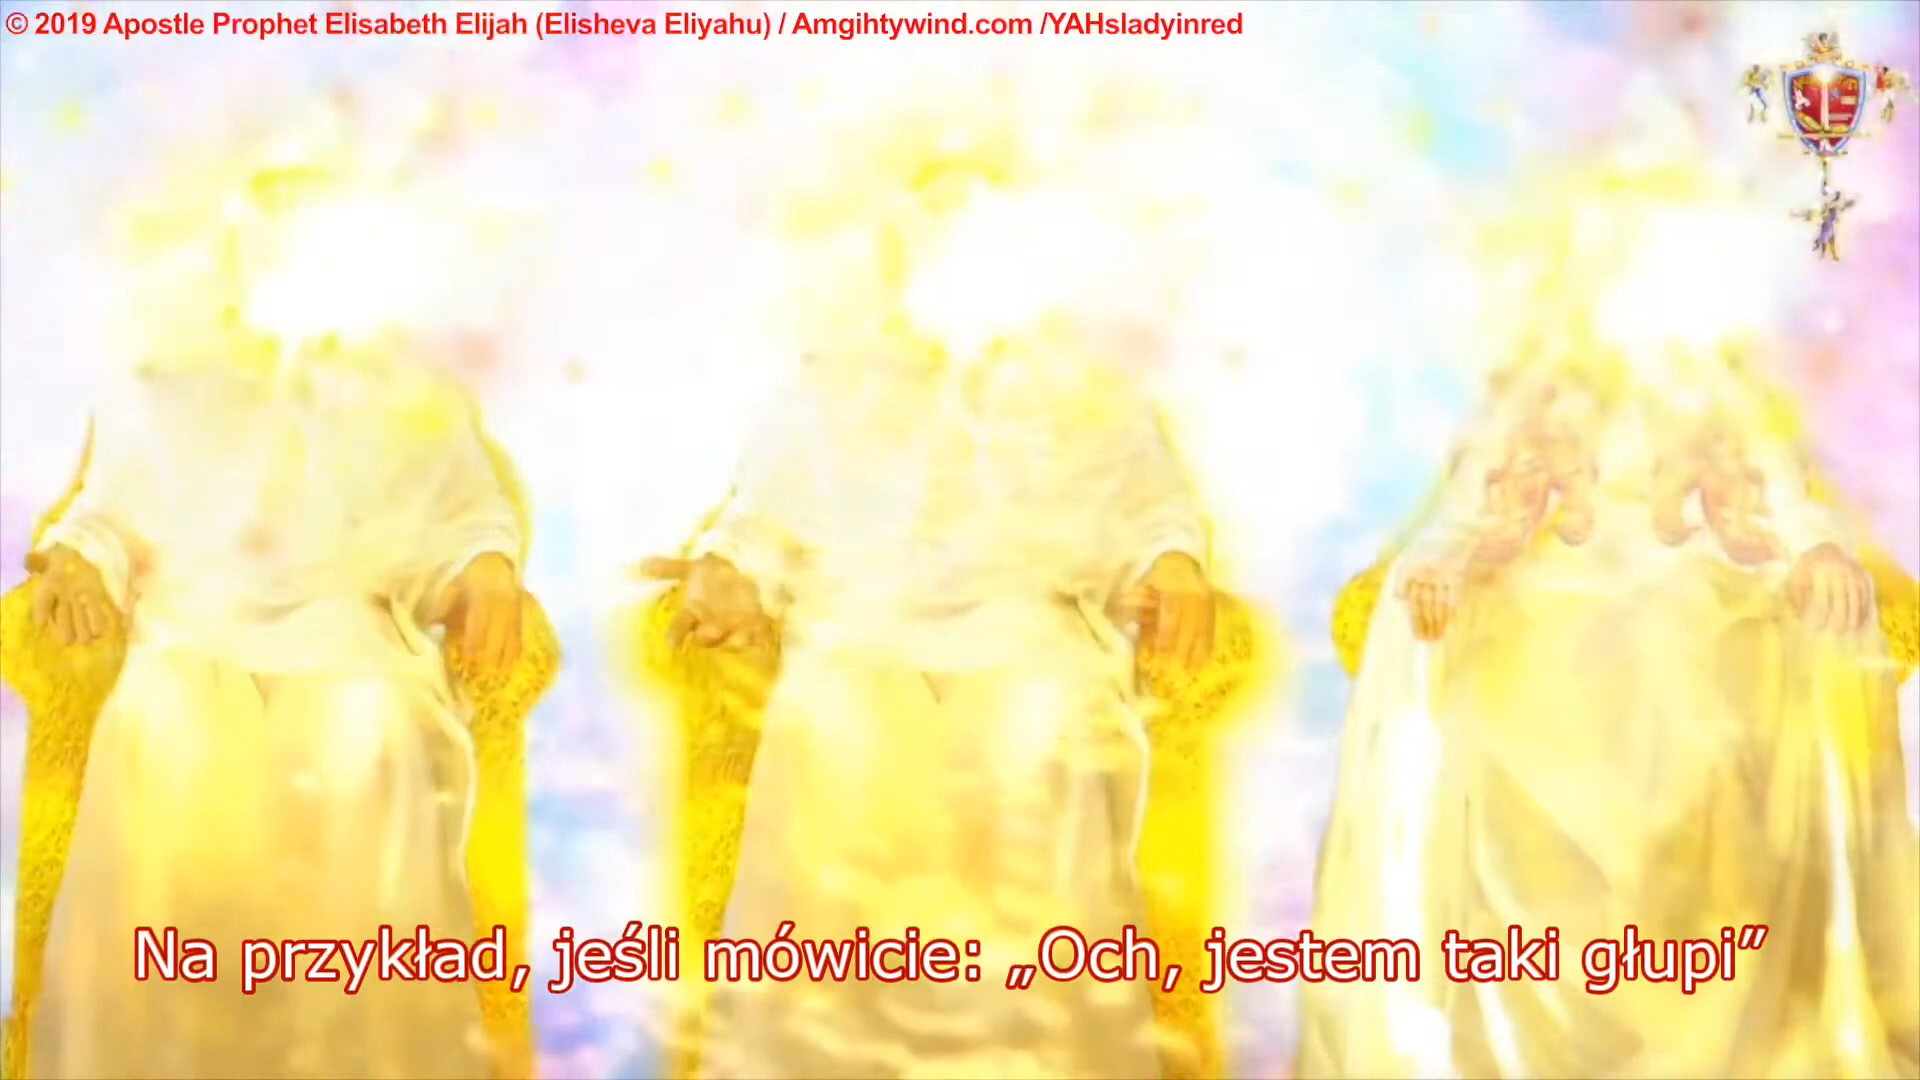 © 2019 Apostle Prophet Elisabeth Elijah (Elisheva Eliyahu) / Amgihtywind.com /YAHsladyinred
Na przykład, jeśli mówicie: „Och, jestem taki głupi”